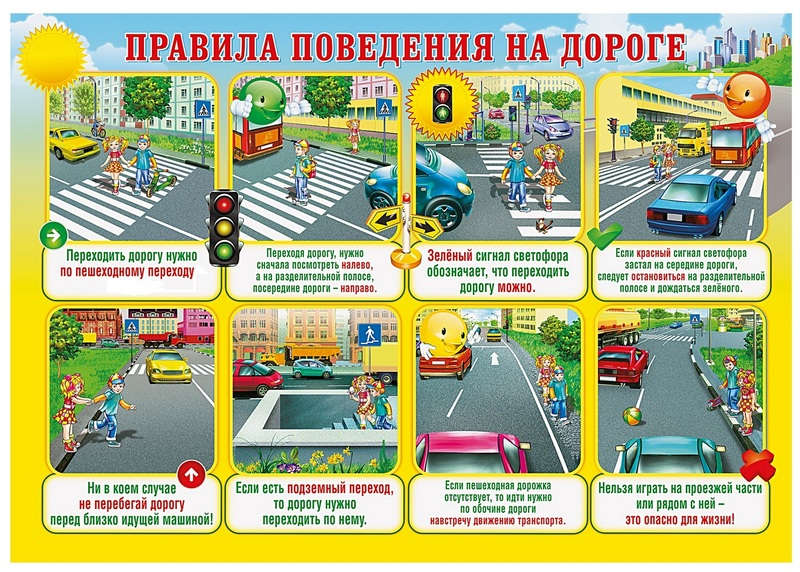 ПРАВИЛА ПОВЕДЕНИЯ НА ДОРОГЕ
Переходить дорогу нужно
по пешеходному переходу
Переходя дорогу, нужно
сначала посмотреть налево,
а на разделительной полосе,
посередине дороги – направо.
Зелёный сигнал светофора
обозначает, что переходить
дорогу можно.
Если красный сигнал светофора
застал на середине дороги,
следует остановиться на разделительной
полосе и дождаться зелёного.
Ни в коем случае
не перебегай дорогу
перед близко идущей машиной!
Если есть подземный переход,
то дорогу нужно
переходить по нему.
Если пешеходная дорожка
отсутствует, то идти нужно
по обочине дороги
навстречу движению транспорта.
Нельзя играть на проезжей части
или рядом с ней –
это опасно для жизни!